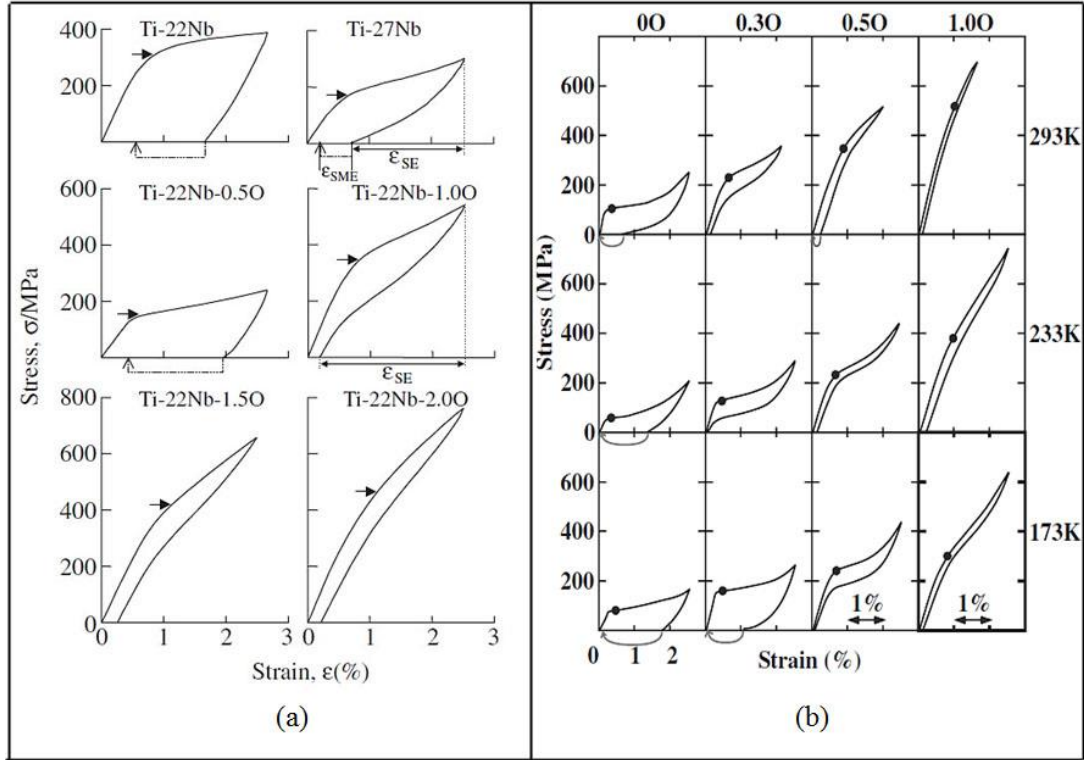 Ti-22Nb
Ti-27Nb
400
200
ε_SME
ε_SE
600
Ti-22Nb-0.5O
Ti-22Nb-1.0O
400
200
0
ε_SE
800
Ti-22Nb-1.5O
Ti-22Nb-2.0O
600
400
200
0
0 1 2 3 0 1 2 3
Stress, σ/MPa
Strain, ε(%)
(a)
0O 0.3O 0.5O 1.0O
600
400
200
0
293K
600
400
200
0
233K
600
400
200
173K
1% 1%
0 1 2
Stress (MPa)
Strain (%)
(b)